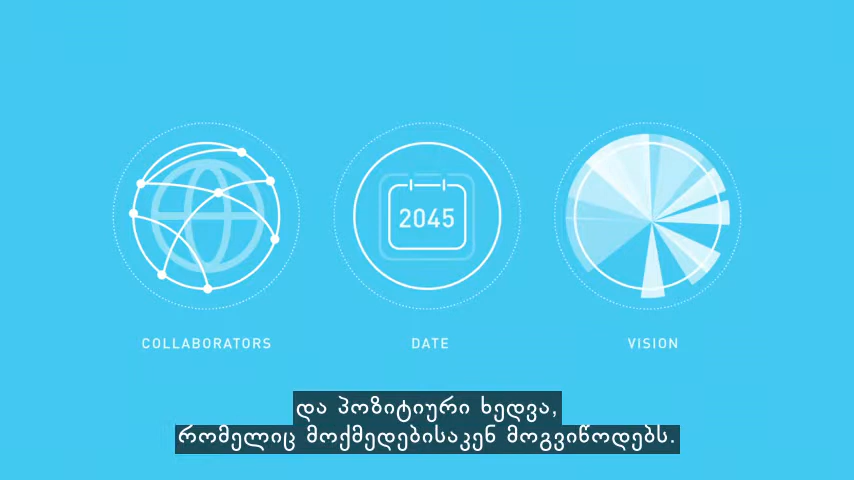 2045
COLLABORATORS
DATE
VISION
და პოზიტიური ხედვა,
რომელიც მოქმედებისაკენ მოგვიწოდებს.